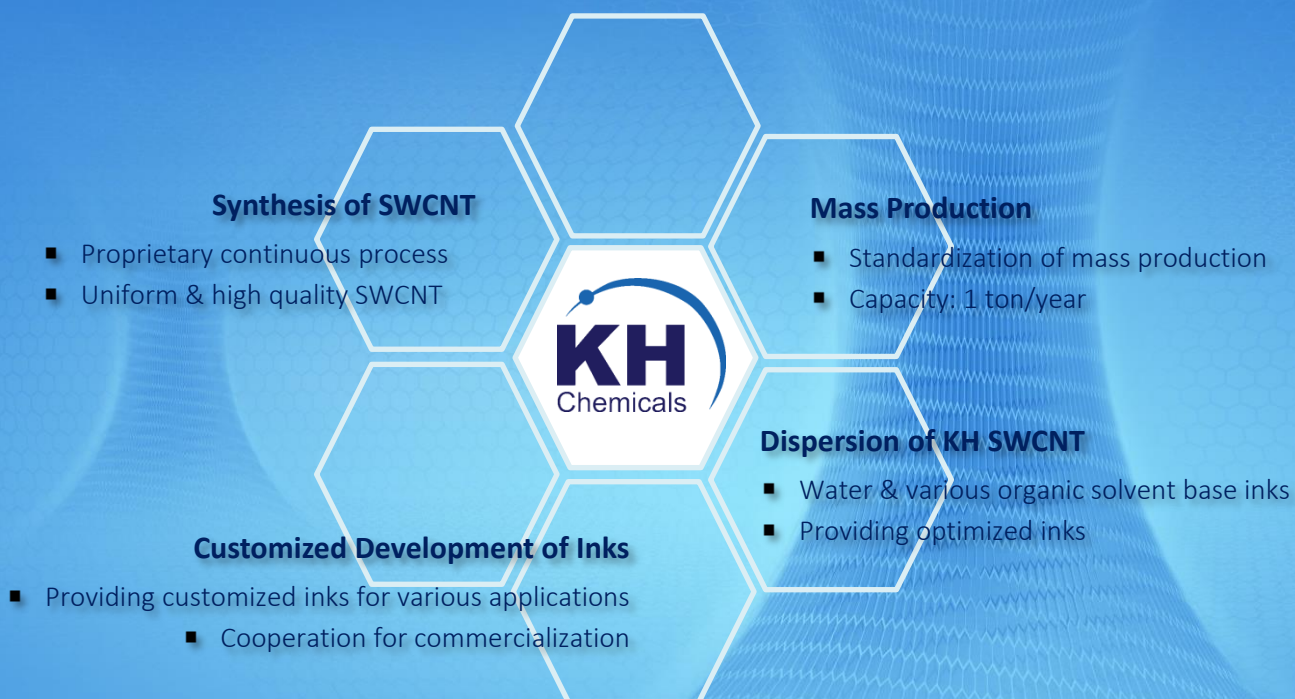 Synthesis of SWCNT
▪ Proprietary continuous process
▪ Uniform & high quality SWCNT
Mass Production
▪ Standardization of mass production
▪ Capacity: 1 ton/year
KH
Chemicals
Dispersion of KH SWCNT
▪ Water & various organic solvent base inks
▪ Providing optimized inks
Customized Development of Inks
▪ Providing customized inks for various applications
▪ Cooperation for commercialization